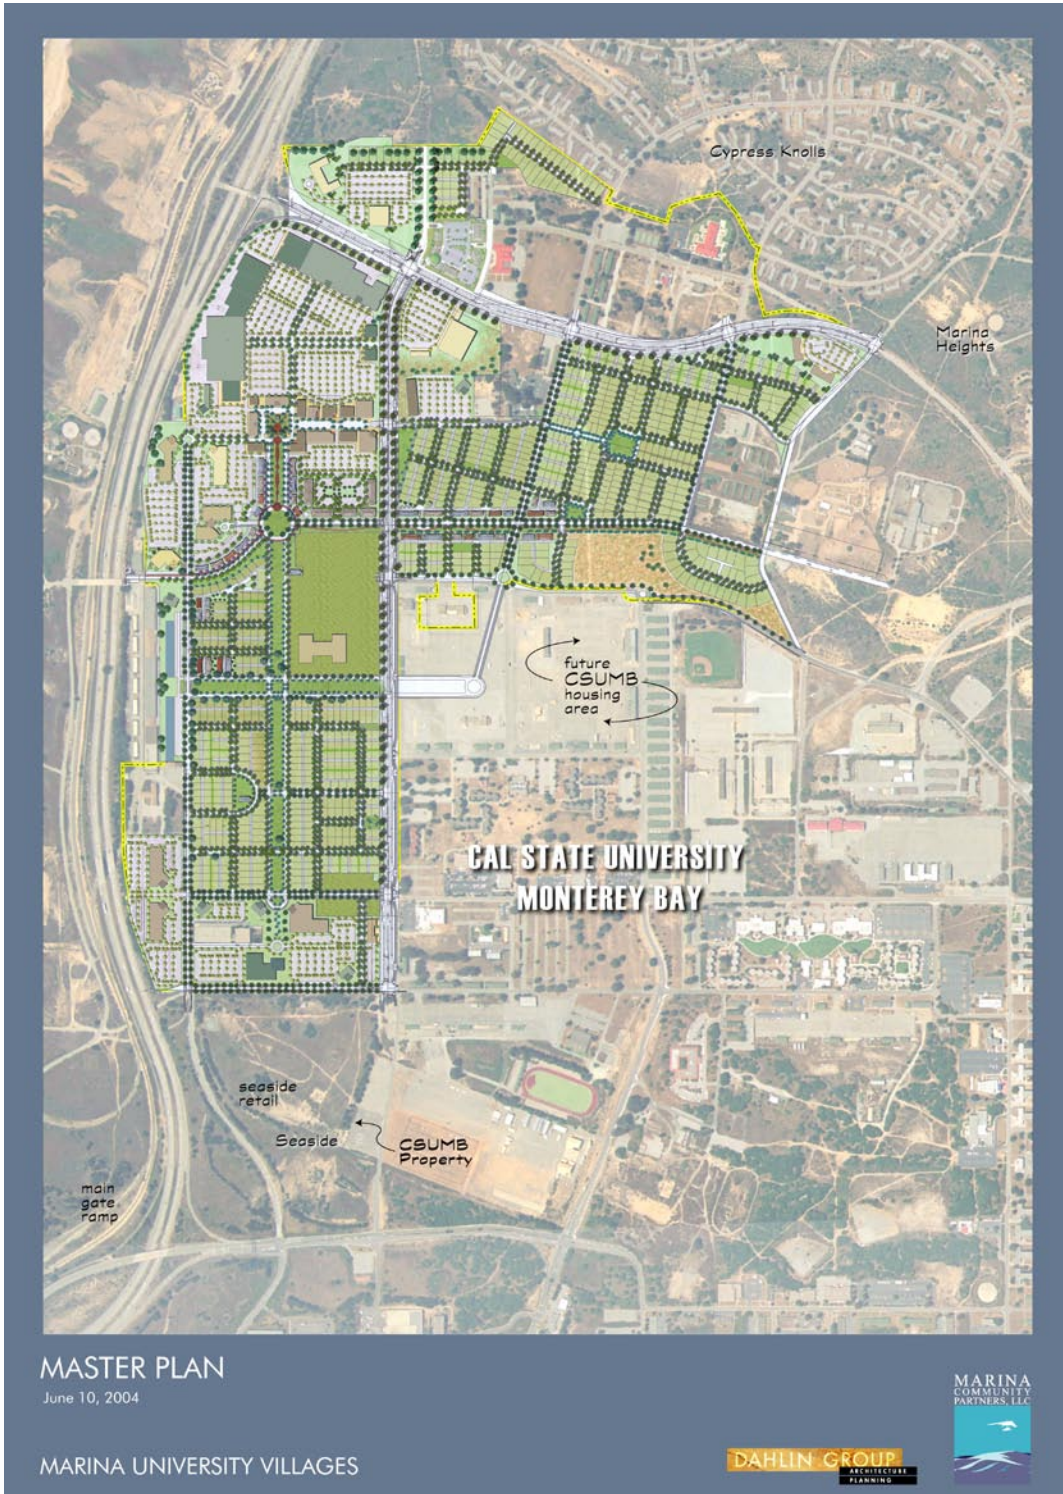 Cypress Knolls
Marina
Heights
future
CSUMB
housing
area
CAL STATE UNIVERSITY
MONTEREY BAY
seaside
retail
Seaside
CSUMB
Property
main
gate
ramp
MASTER PLAN
June 10, 2004
MARINA UNIVERSITY VILLAGES
MARINA
COMMUNITY
PARTNERS, LLC
DAHLIN GROUP
ARCHITECTURE
PLANNING